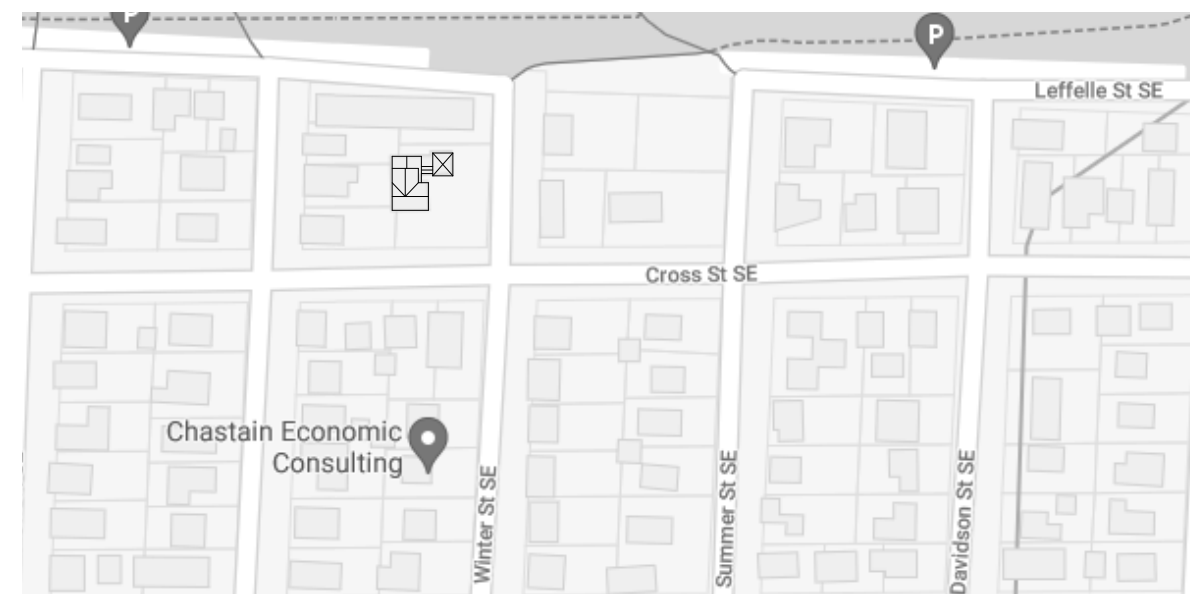 P
P
Leffelle St SE
Cross St SE
Chastain Economic
Consulting
Winter St SE
Summer St SE
Davidson St SE